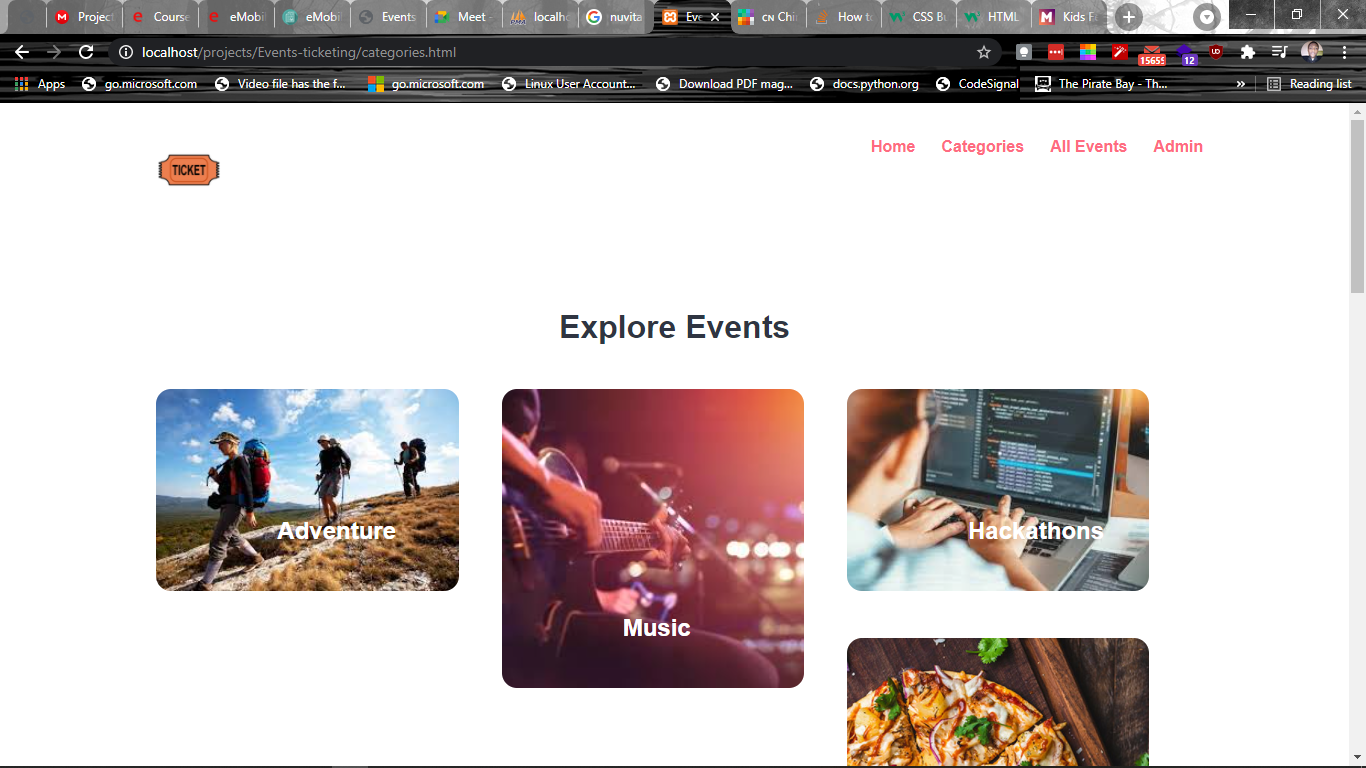 Project Course eMobi eMobi Events Meet - localho nuvita Eve cN Chi How to CSS Bu HTML Kids F
localhost/projects/Events-ticketing/categories.html
15655 12
Apps go.microsoft.com Video file has the f... go.microsoft.com Linux User Account... Download PDF mag... docs.python.org CodeSignal The Pirate Bay - Th... » Reading list
TICKET
Home Categories All Events Admin
Explore Events
Adventure
Hackathons
Music